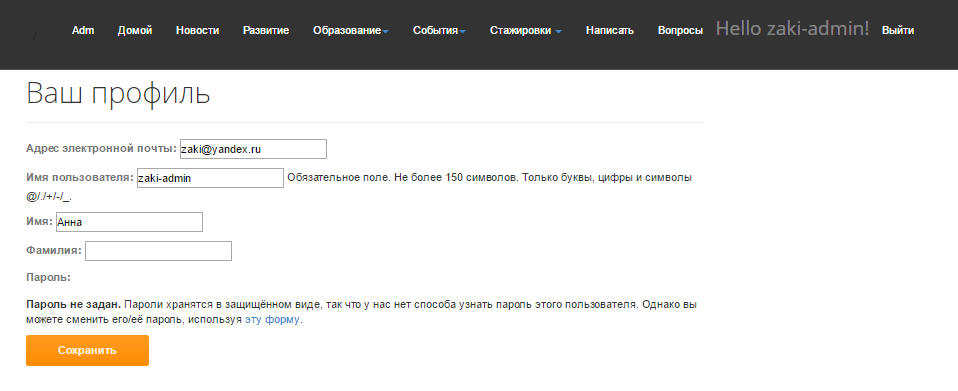 / Adm Домой Новости Развитие Образование События Стажировки Написать Вопросы Hello zaki-admin! Выйти
Ваш профиль
Адрес электронной почты: zaki@yandex.ru
Имя пользователя: zaki-admin Обязательное поле. Не более 150 символов. Только буквы, цифры и символы
@/./+/-/_.
Имя: Анна
Фамилия:
Пароль:
Пароль не задан. Пароли хранятся в защищённом виде, так что у нас нет способа узнать пароль этого пользователя. Однако вы
можете сменить его/её пароль, используя эту форму.
Сохранить